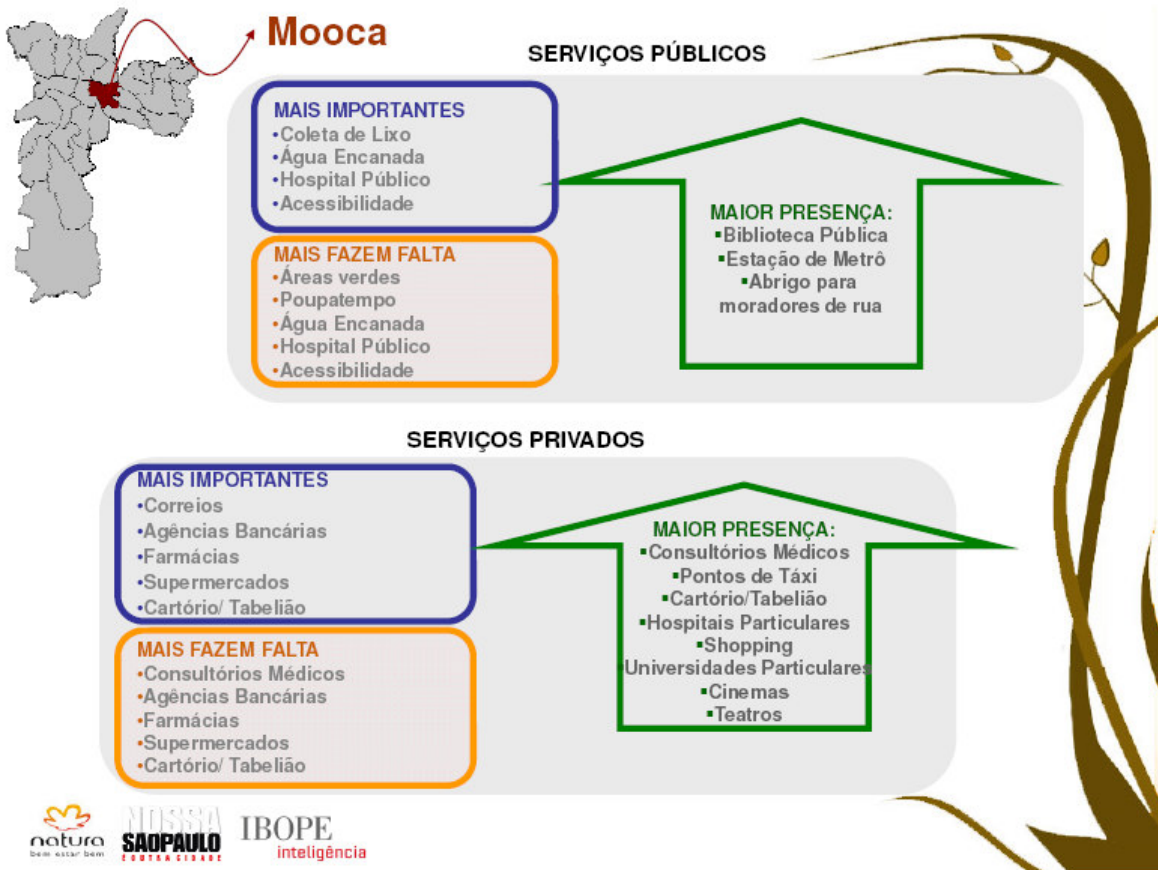 Mooca
SERVIÇOS PÚBLICOS
MAIS IMPORTANTES
•Coleta de Lixo
•Água Encanada
•Hospital Público
•Acessibilidade
MAIS FAZEM FALTA
•Áreas verdes
•Poupatempo
•Água Encanada
•Hospital Público
•Acessibilidade
MAIOR PRESENÇA:
▪Biblioteca Pública
▪Estação de Metrô
▪Abrigo para
moradores de rua
SERVIÇOS PRIVADOS
MAIS IMPORTANTES
•Correios
•Agências Bancárias
•Farmácias
•Supermercados
•Cartório/ Tabelião
MAIS FAZEM FALTA
•Consultórios Médicos
•Agências Bancárias
•Farmácias
•Supermercados
•Cartório/ Tabelião
MAIOR PRESENÇA:
▪Consultórios Médicos
▪Pontos de Táxi
▪Cartório/Tabelião
▪Hospitais Particulares
▪Shopping
▪Universidades Particulares
▪Cinemas
▪Teatros
natura
bem estar bem
NOSSA
SAOPAULO
É OUTRA CIDADE
IBOPE
inteligência